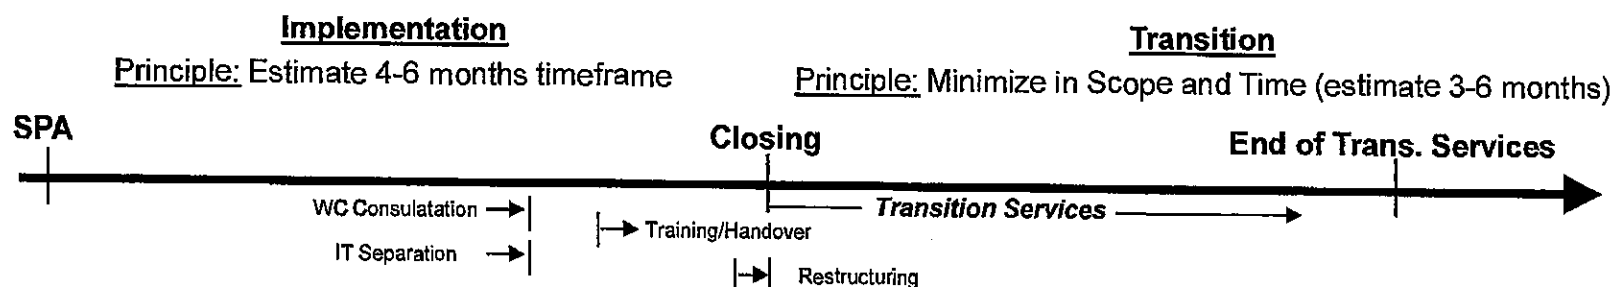 Implementation
Principle: Estimate 4-6 months timeframe
Transition
Principle: Minimize in Scope and Time (estimate 3-6 months)
SPA
Closing
End of Trans. Services
WC Consulatation
Transition Services
Training/Handover
IT Separation
Restructuring